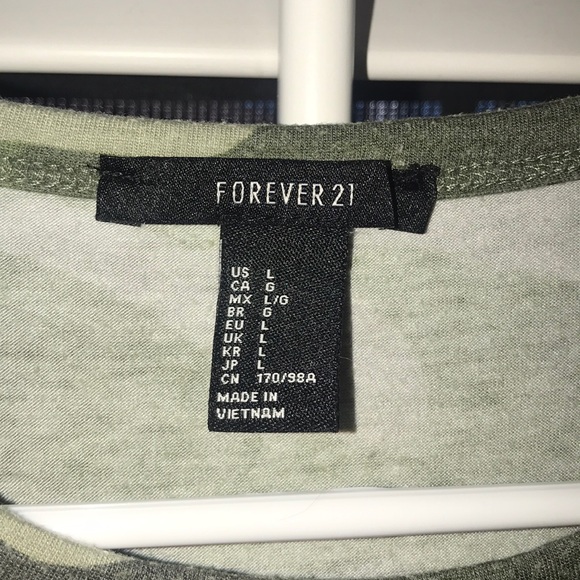 FOREVER 21
US L
CA G
MX L/G
BR G
EU L
UK L
KR L
JP L
CN 170/98A
MADE IN
VIETNAM